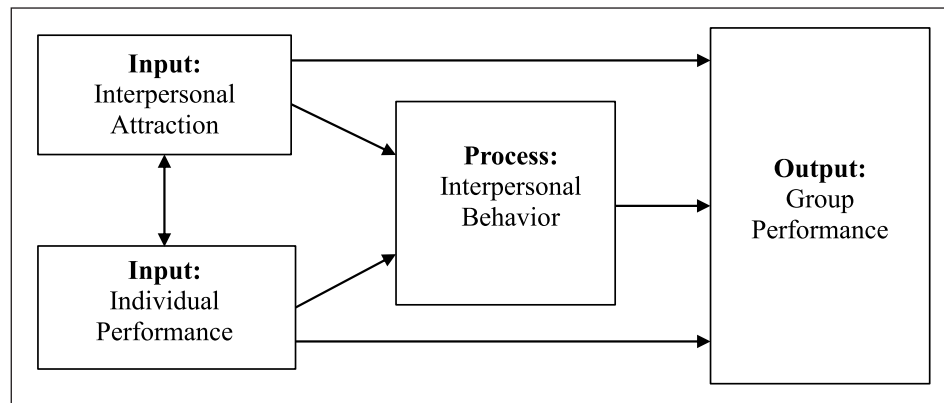 Input:
Interpersonal
Attraction
Process:
Interpersonal
Behavior
Output:
Group
Performance
Input:
Individual
Performance